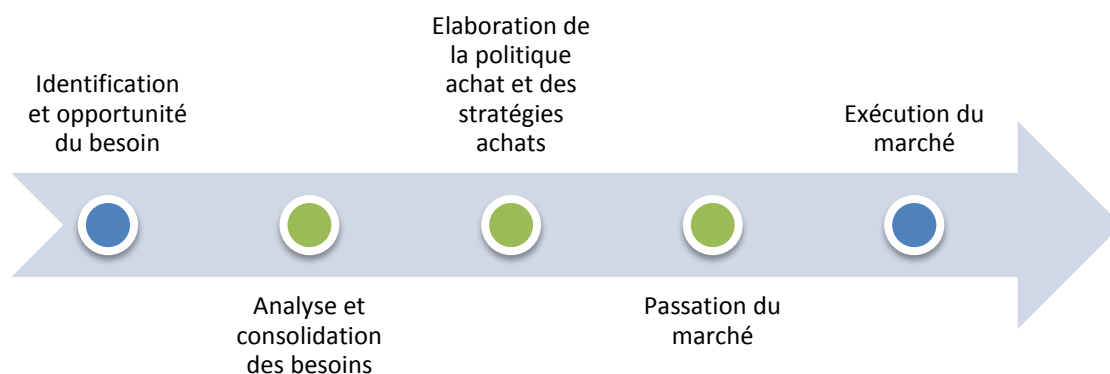 Identification
et opportunité
du besoin
Analyse et
consolidation
des besoins
Elaboration de
la politique
achat et des
stratégies
achats
Passation du
marché
Exécution du
marché